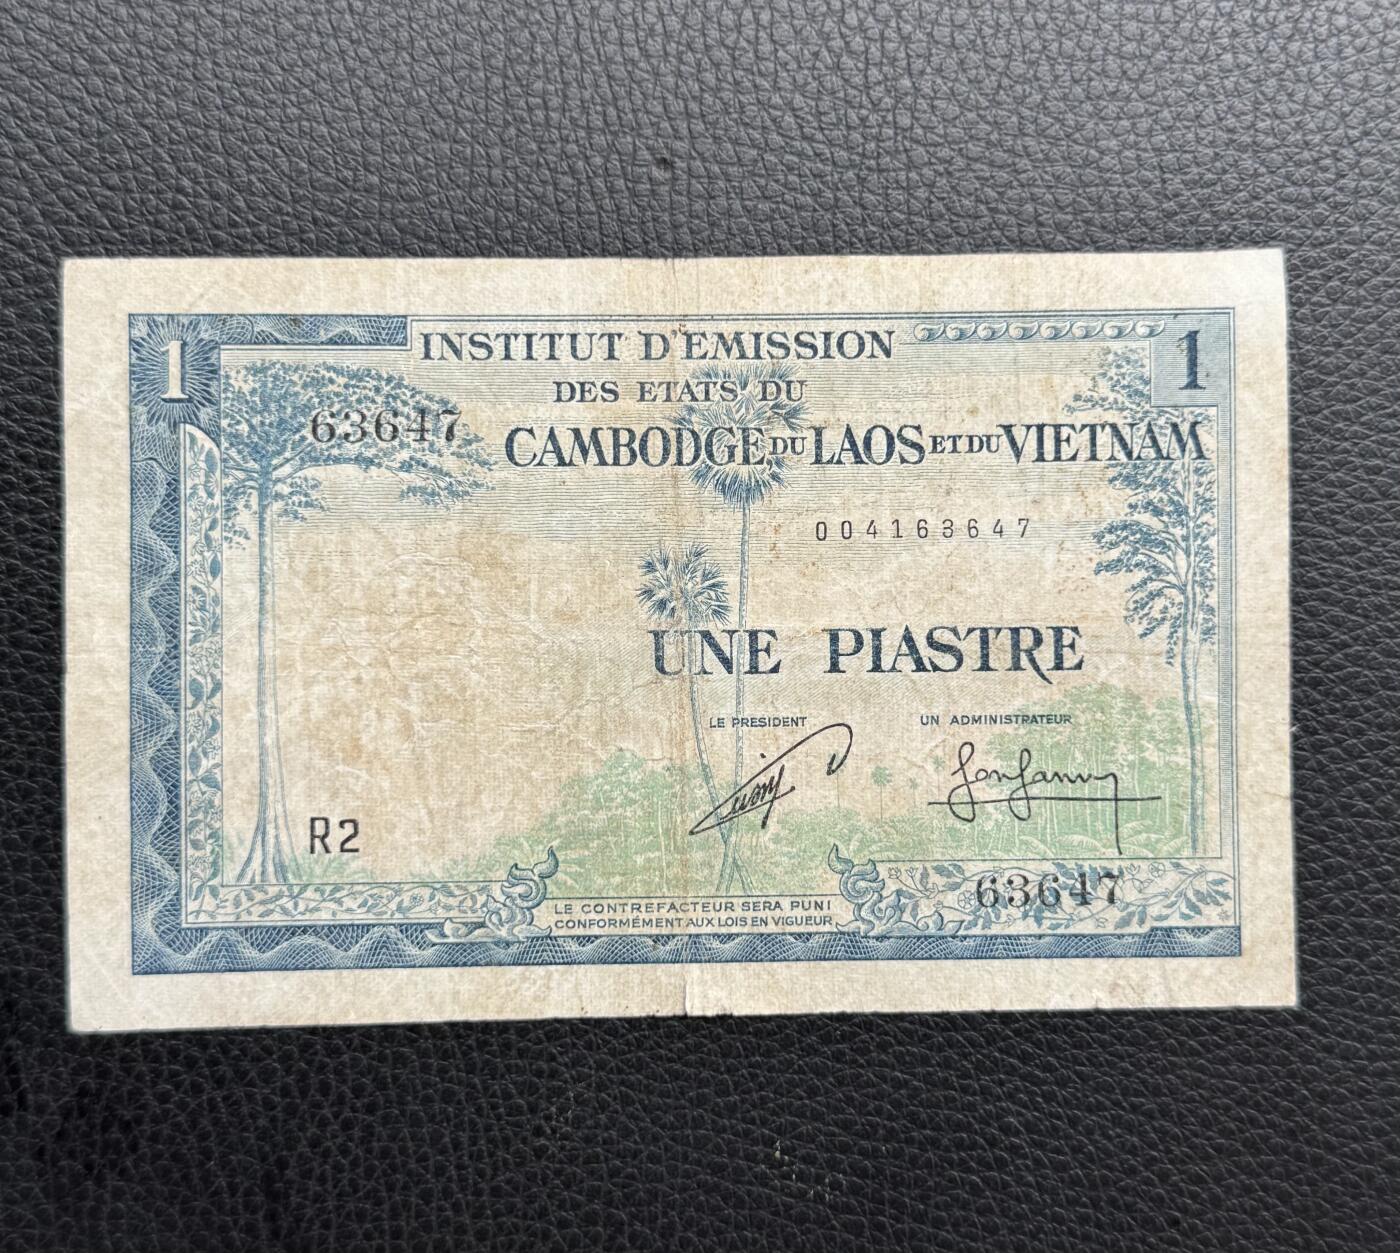 1
INSTITUT D'EMISSION
1
DES ETATS DU
63647
CAMBODGE DU LAOS ET DU VIETNAM
004163647
UNE PIASTRE
LE PRESIDENT
UN ADMINISTRATEUR
R2
63647
LE CONTREFACTEUR SERA PUNI
CONFORMÉMENT AUX LOIS EN VIGUEUR